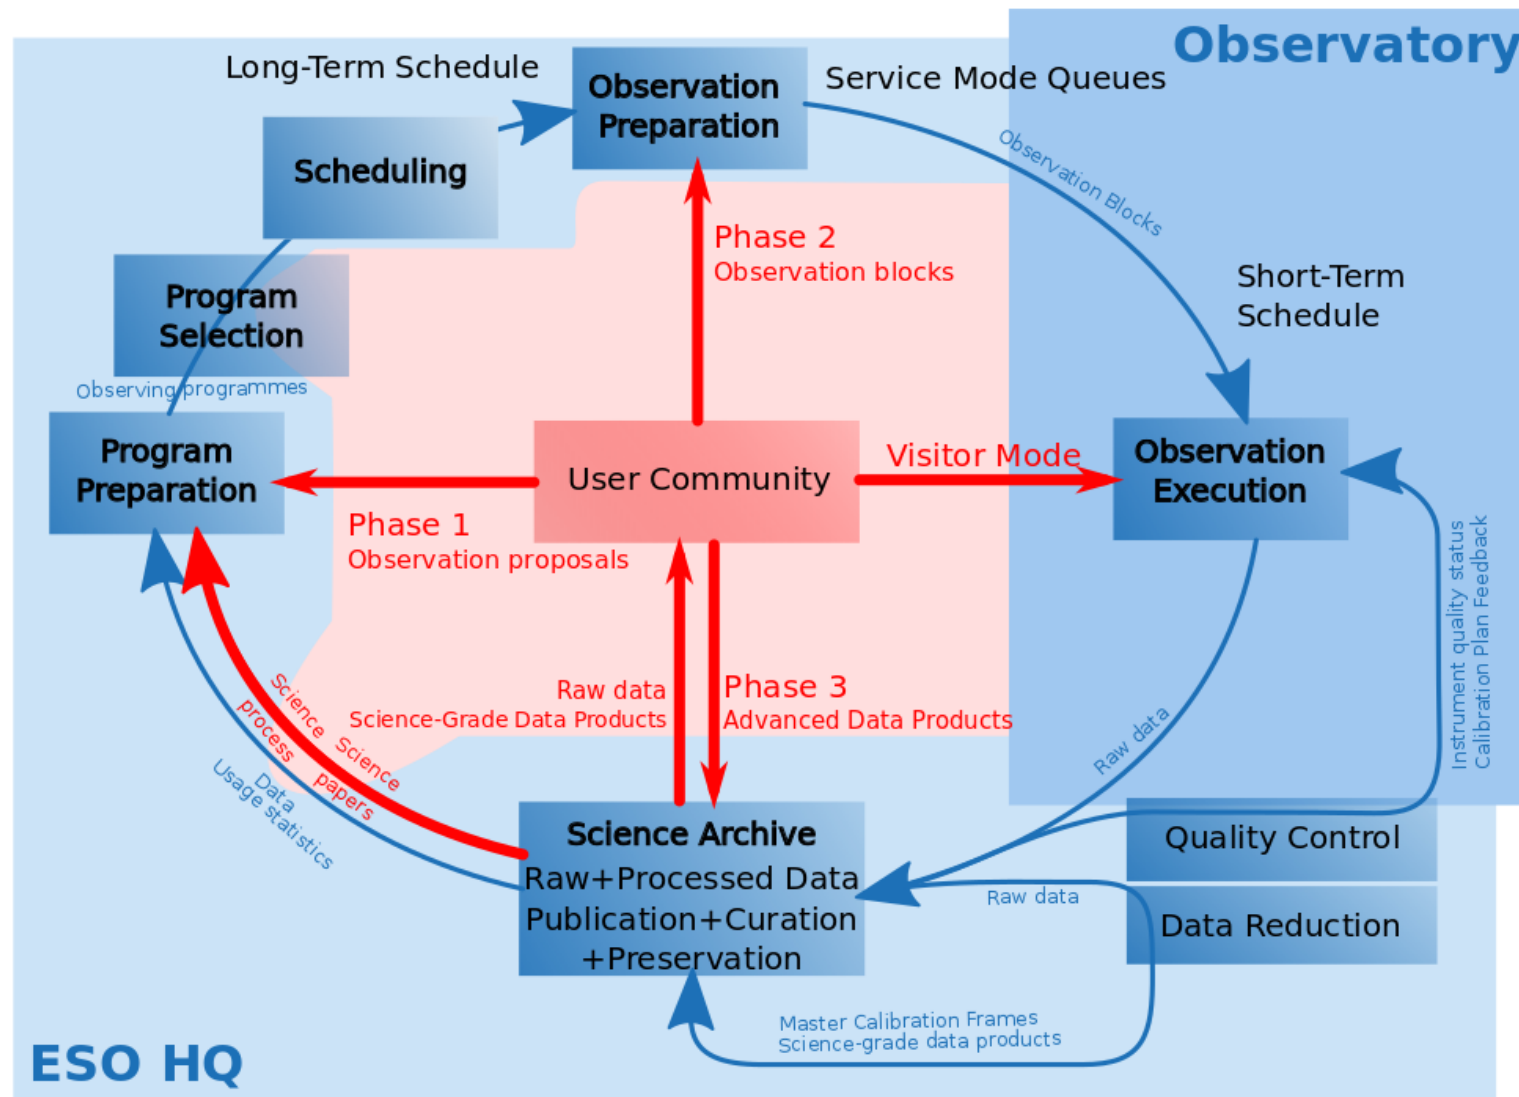 Observatory
Long-Term Schedule
Observation
Preparation
Service Mode Queues
Scheduling
Observation Blocks
Phase 2
Observation blocks
Short-Term
Schedule
Program
Selection
Observing programmes
Program
Preparation
User Community
Visitor Mode
Observation
Execution
Phase 1
Observation proposals
Instrument quality status
Calibration Plan Feedback
Raw data
Science-Grade Data Products
Phase 3
Advanced Data Products
Raw data
Science Science
process papers
Data
Usage statistics
Science Archive
Raw+Processed Data
Publication+Curation
+Preservation
Quality Control
Raw data
Data Reduction
Master Calibration Frames
Science-grade data products
ESO HQ